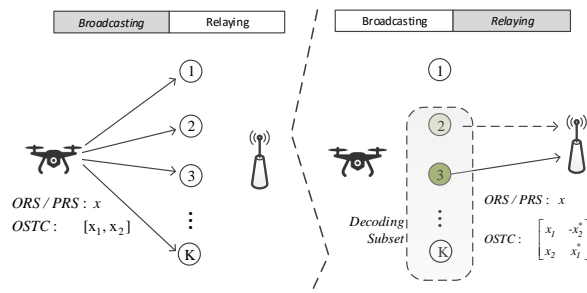 Broadcasting Relaying
1
2
3
K
ORS / PRS : x
OSTC : [x₁, x₂]
Broadcasting Relaying
1
2
3
K
Decoding
Subset
ORS / PRS : x
OSTC :
x₁ -x₂*
x₂ x₁*